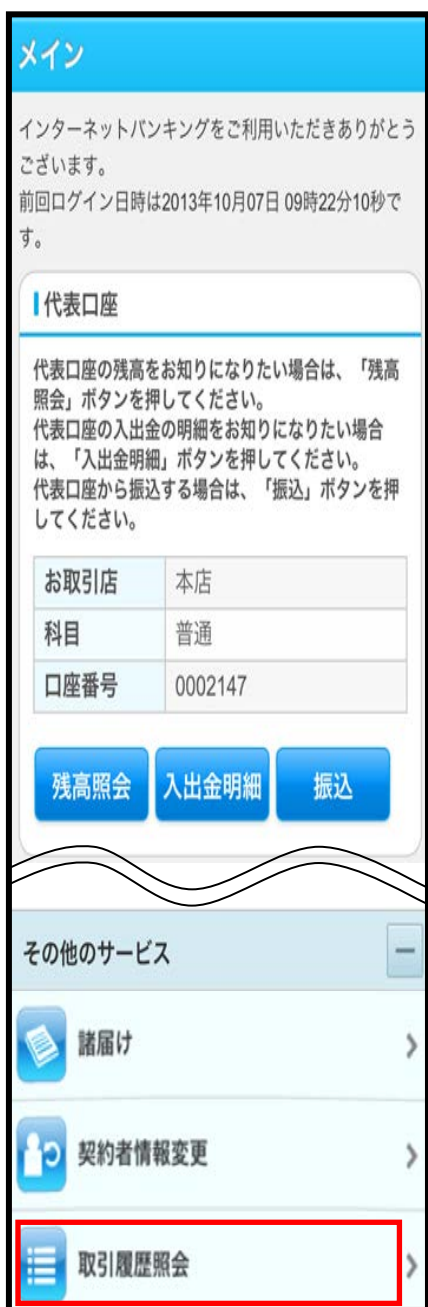 メイン
インターネットバンキングをご利用いただきありがとう
ございます。
前回ログイン日時は2013年10月07日 09時22分10秒で
す。
代表口座
代表口座の残高をお知りになりたい場合は、「残高
照会」ボタンを押してください。
代表口座の入出金の明細をお知りになりたい場合
は、「入出金明細」ボタンを押してください。
代表口座から振込する場合は、「振込」ボタンを押
してください。
お取引店 本店
科目 普通
口座番号 0002147
残高照会 入出金明細 振込
その他のサービス
諸届け
契約者情報変更
取引履歴照会